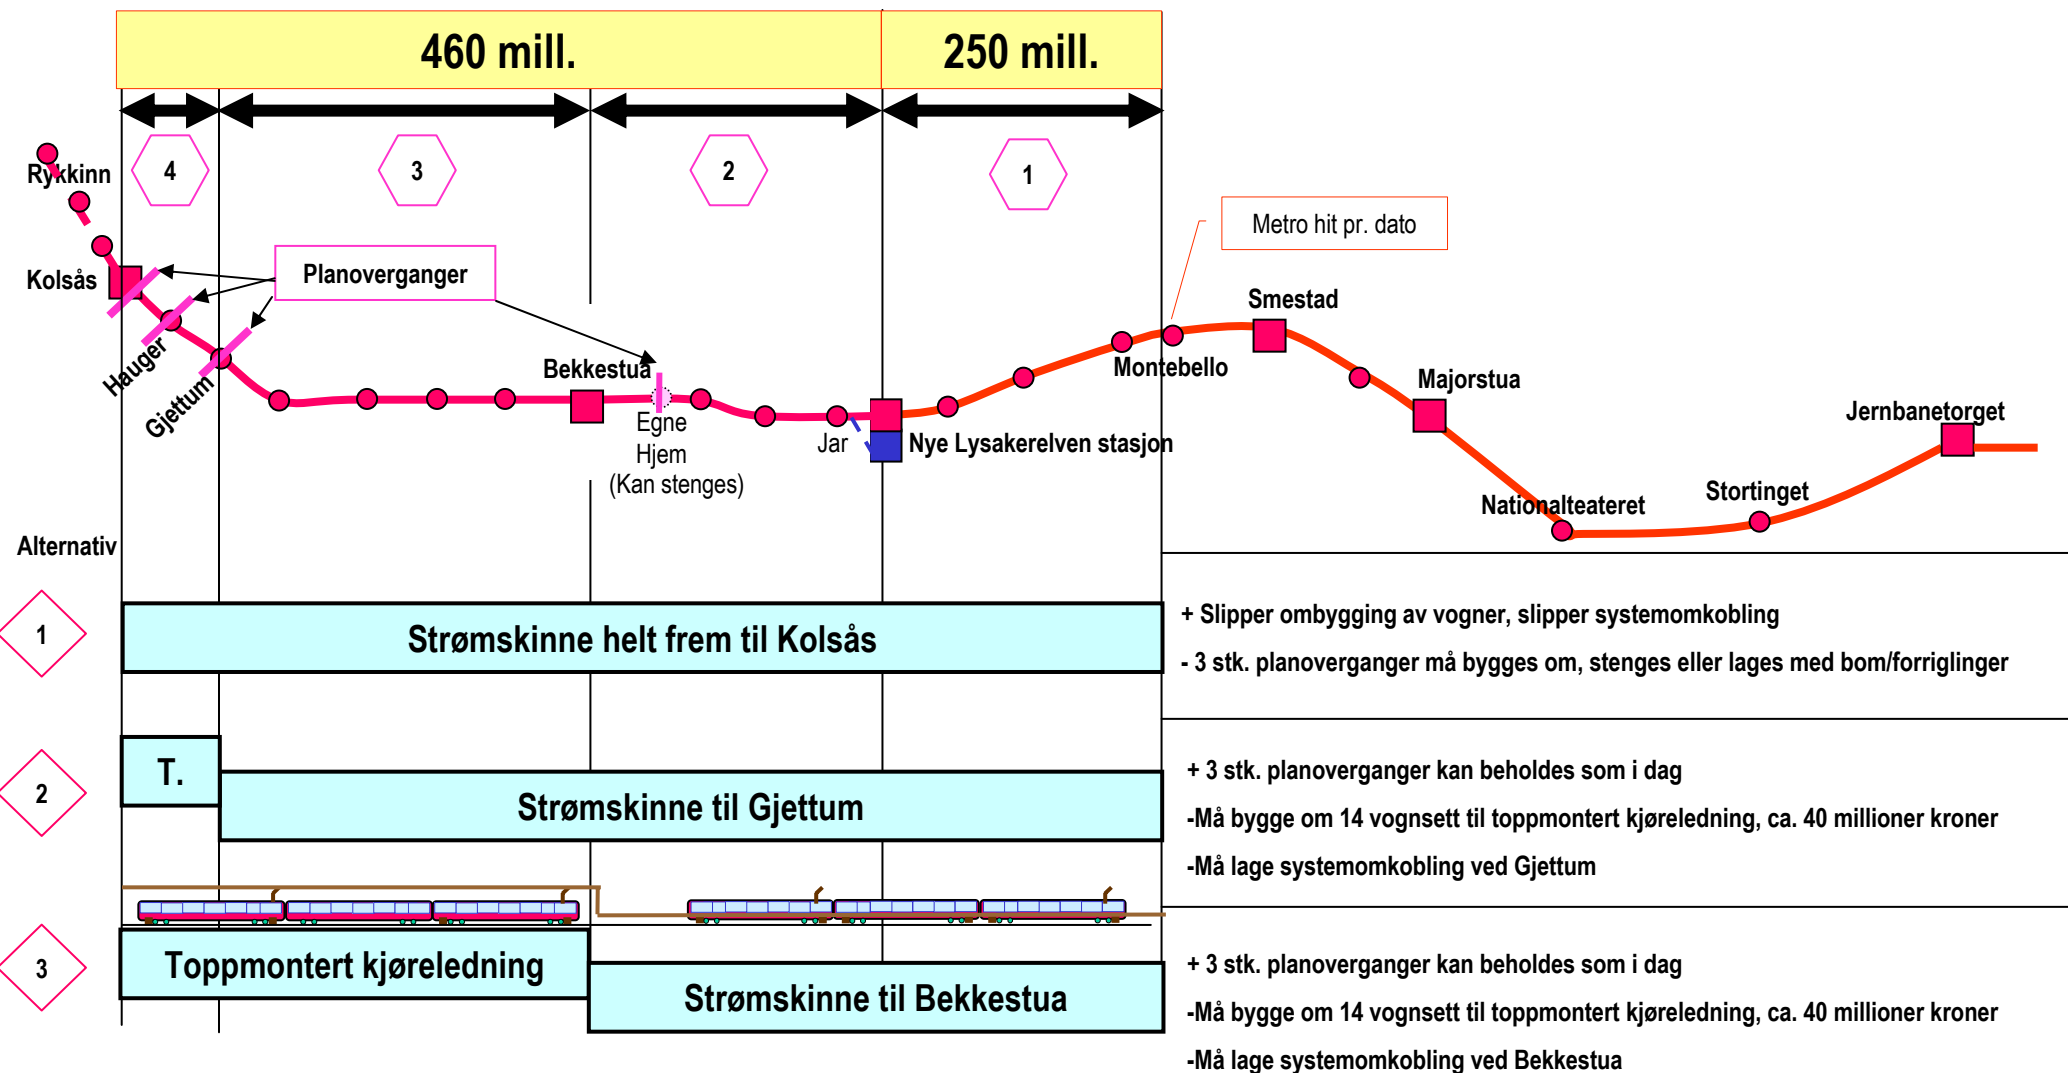 460 mill.
250 mill.
4
3
2
1
Rykkinn
Metro hit pr. dato
Planoverganger
Kolsås
Smestad
Hauger
Gjettum
Bekkestua
Montebello
Majorstua
Jernbanetorget
Egne
Hjem
(Kan stenges)
Jar
Nye Lysakerelven stasjon
Nationalteateret
Stortinget
Alternativ
1
Strømskinne helt frem til Kolsås
+ Slipper ombygging av vogner, slipper systemomkobling
- 3 stk. planoverganger må bygges om, stenges eller lages med bom/forriglinger
2
T.
Strømskinne til Gjettum
+ 3 stk. planoverganger kan beholdes som i dag
-Må bygge om 14 vognsett til toppmontert kjøreledning, ca. 40 millioner kroner
-Må lage systemomkobling ved Gjettum
3
Toppmontert kjøreledning
Strømskinne til Bekkestua
+ 3 stk. planoverganger kan beholdes som i dag
-Må bygge om 14 vognsett til toppmontert kjøreledning, ca. 40 millioner kroner
-Må lage systemomkobling ved Bekkestua